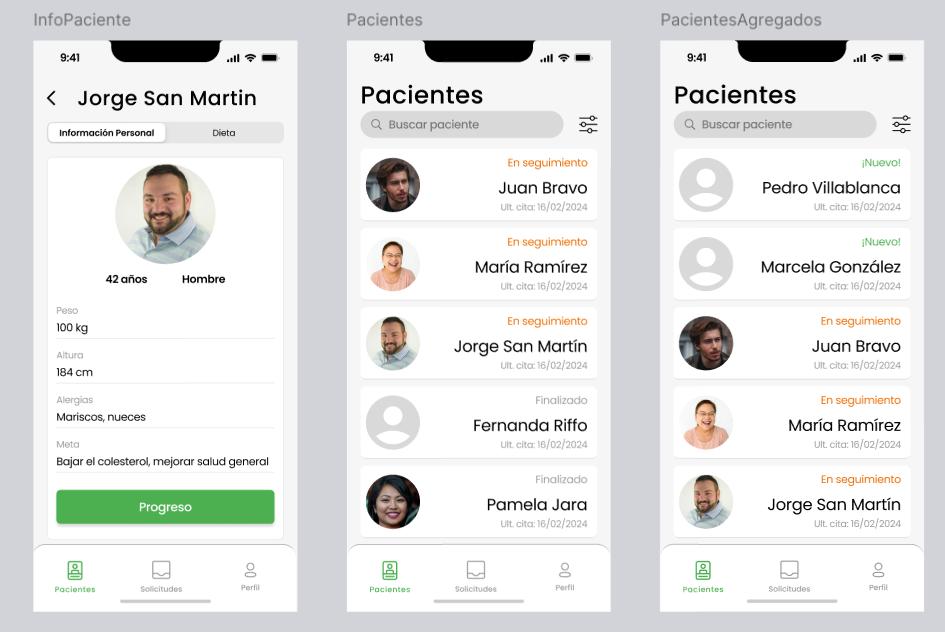 InfoPaciente
9:41
Jorge San Martin
Información Personal
Dieta
42 años
Hombre
Peso
100 kg
Altura
184 cm
Alergias
Mariscos, nueces
Meta
Bajar el colesterol, mejorar salud general
Progreso
Pacientes
Solicitudes
Perfil
Pacientes
9:41
Pacientes
Buscar paciente
En seguimiento
Juan Bravo
Ult. cita: 16/02/2024
En seguimiento
María Ramírez
Ult. cita: 16/02/2024
En seguimiento
Jorge San Martín
Ult. cita: 16/02/2024
Finalizado
Fernanda Riffo
Ult. cita: 16/02/2024
Finalizado
Pamela Jara
Ult. cita: 16/02/2024
Pacientes
Solicitudes
Perfil
PacientesAgregados
9:41
Pacientes
Buscar paciente
¡Nuevo!
Pedro Villablanca
Ult. cita: 16/02/2024
¡Nuevo!
Marcela González
Ult. cita: 16/02/2024
En seguimiento
Juan Bravo
Ult. cita: 16/02/2024
En seguimiento
María Ramírez
Ult. cita: 16/02/2024
En seguimiento
Jorge San Martín
Ult. cita: 16/02/2024
Pacientes
Solicitudes
Perfil